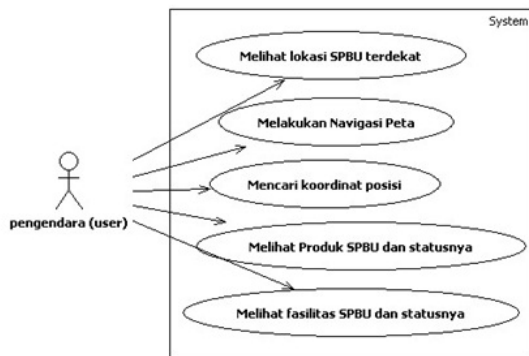 System
Melihat lokasi SPBU terdekat
Melakukan Navigasi Peta
Mencari koordinat posisi
pengendara (user)
Melihat Produk SPBU dan statusnya
Melihat fasilitas SPBU dan statusnya